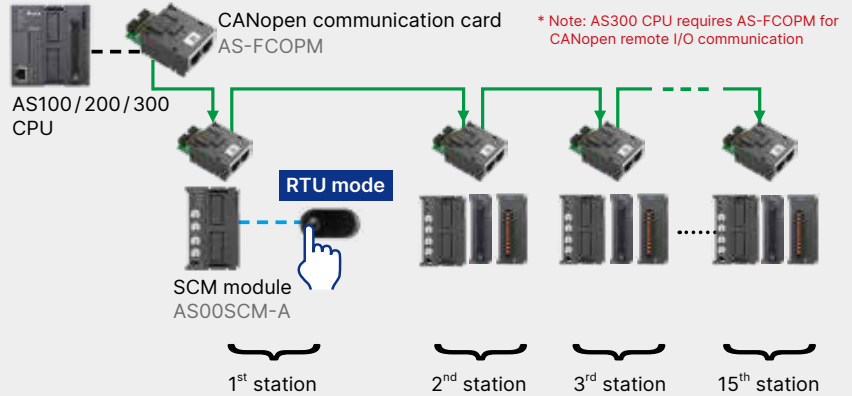 CANopen communication card
AS-FCOPM
* Note: AS300 CPU requires AS-FCOPM for
CANopen remote I/O communication
AS100/200/300
CPU
RTU mode
SCM module
AS00SCM-A
1st station
2nd station
3rd station
15th station